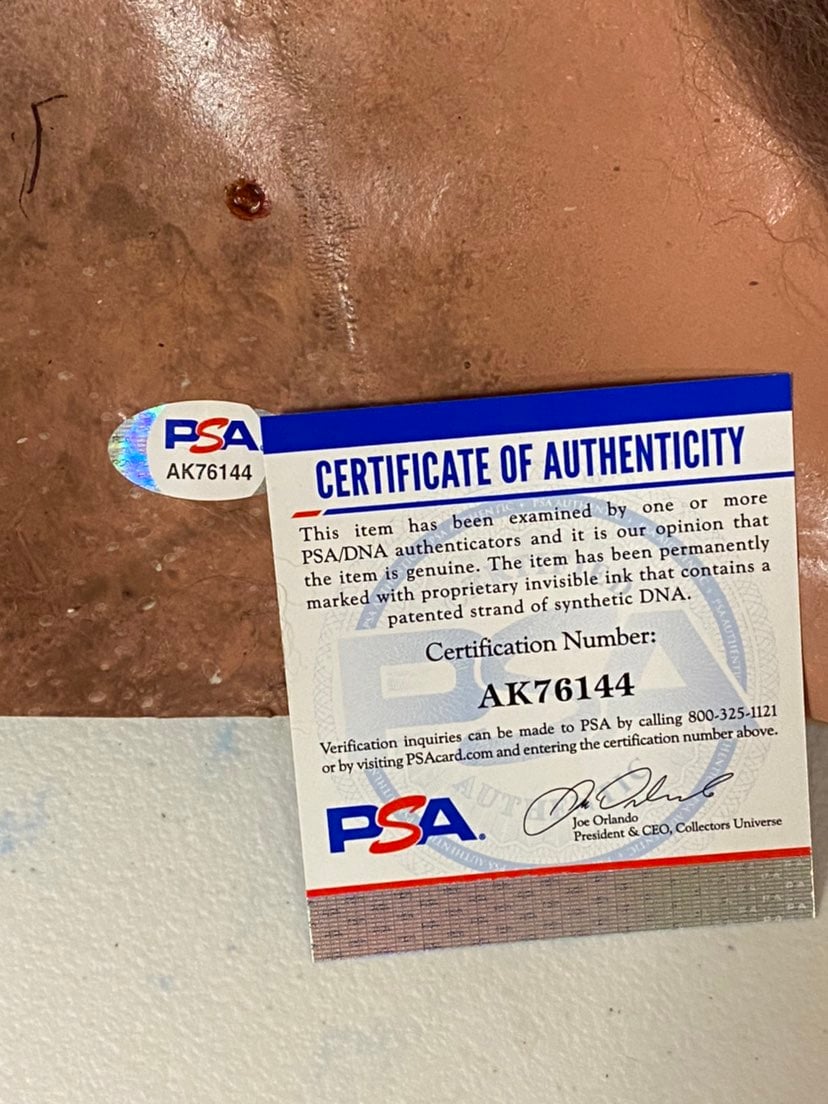 PSA
AK76144
CERTIFICATE OF AUTHENTICITY
This item has been examined by one or more
PSA/DNA authenticators and it is our opinion that
the item is genuine. The item has been permanently
marked with proprietary invisible ink that contains a
patented strand of synthetic DNA.
Certification Number:
AK76144
Verification inquiries can be made to PSA by calling 800-325-1121
or by visiting PSAcard.com and entering the certification number above.
PSA.
Joe Orlando
President & CEO, Collectors Universe